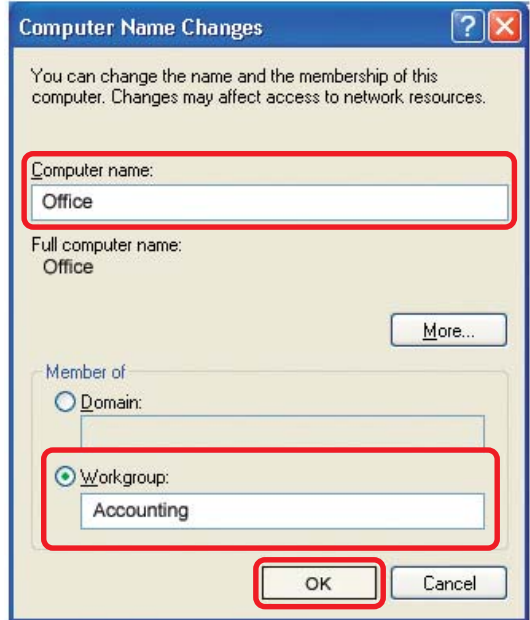 Computer Name Changes
You can change the name and the membership of this
computer. Changes may affect access to network resources.
Computer name:
Office
Full computer name:
Office
More...
Member of
Domain:
Workgroup:
Accounting
OK Cancel